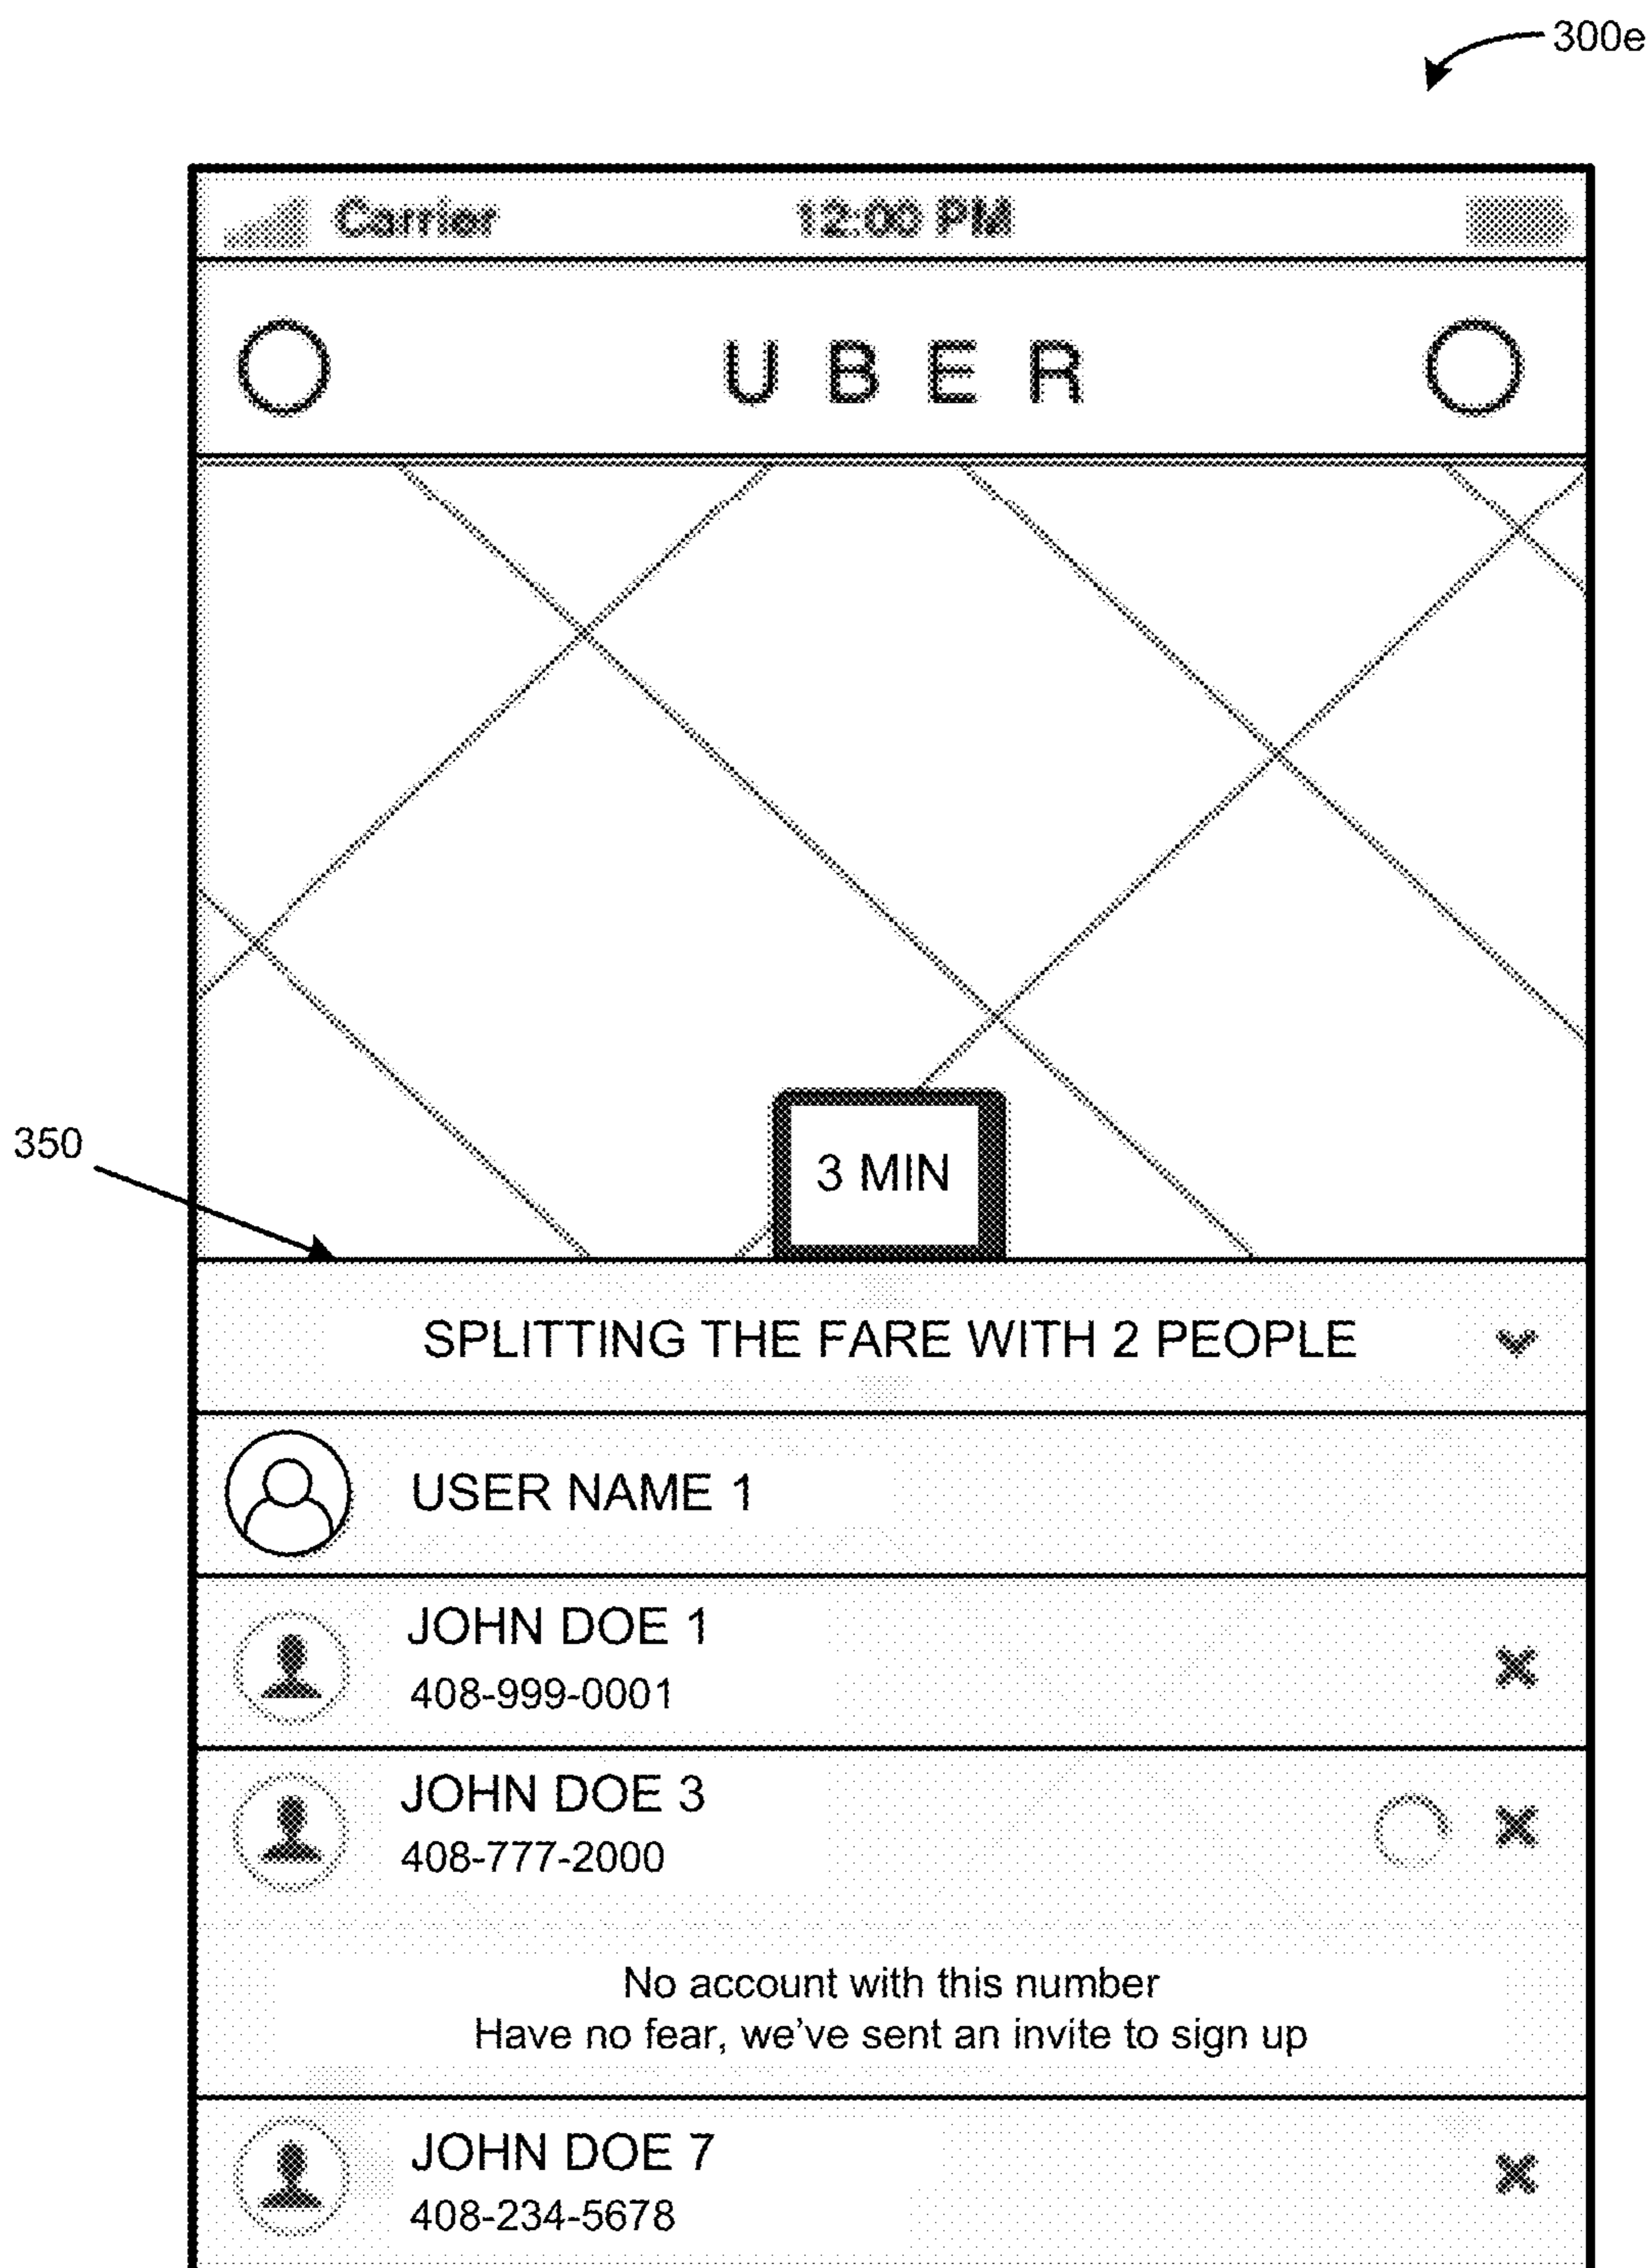 300e
Carrier 12:00 PM
U B E R
3 MIN
350
SPLITTING THE FARE WITH 2 PEOPLE
USER NAME 1
JOHN DOE 1
408-999-0001
JOHN DOE 3
408-777-2000
No account with this number
Have no fear, we've sent an invite to sign up
JOHN DOE 7
408-234-5678